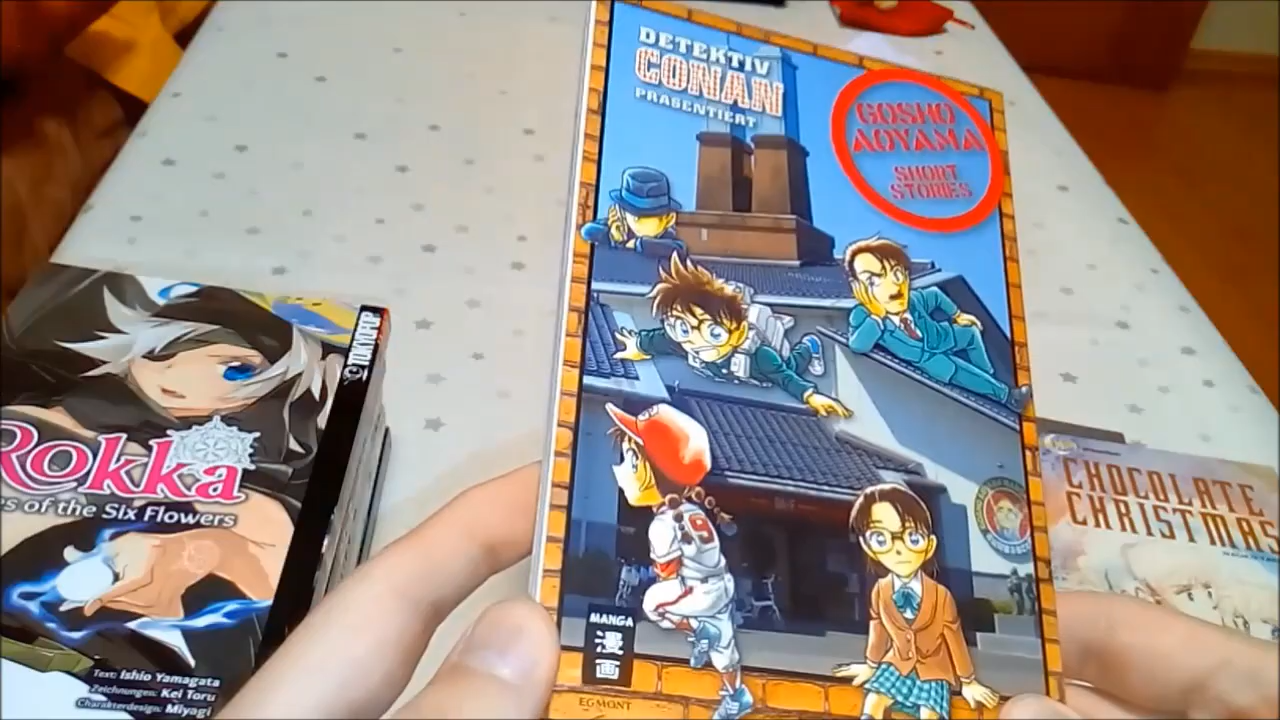 DETEKTIV
CONAN
PRÄSENTIERT
GOSHO
AOYAMA
SHORT
STORIES
9
MANGA
漫
画
EGMONT
TOKYOPOP
Rokka
s of the Six Flowers
Text: Ishio Yamagata
Zeichnungen: Kei Toru
Charakterdesign: Miyagi
CHOCOLATE
CHRISTMAS